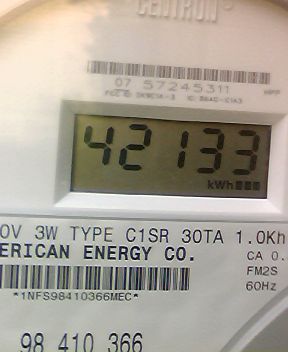 CENTRON
07 57245311
42133
kWh
0V 3W TYPE C1SR 30TA 1.0Kh
ERICAN ENERGY CO.
CA 0.
FM2S
60Hz
*1NFS98410366MEC*
98 410 366